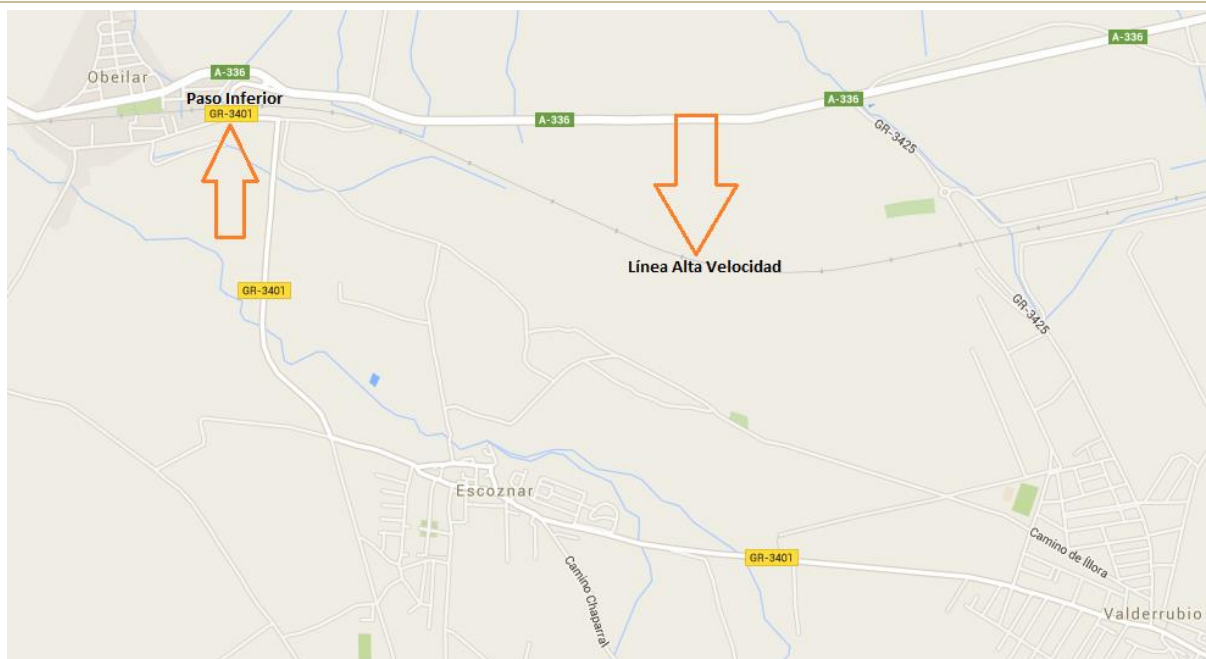 A-336
Obeilar
A-336
Paso Inferior
GR-3401
A-336
A-336
GR-3425
Línea Alta Velocidad
GR-3401
GR-3425
Escoznar
Camino de Íllora
GR-3401
Camino Chaparral
Valderrubio